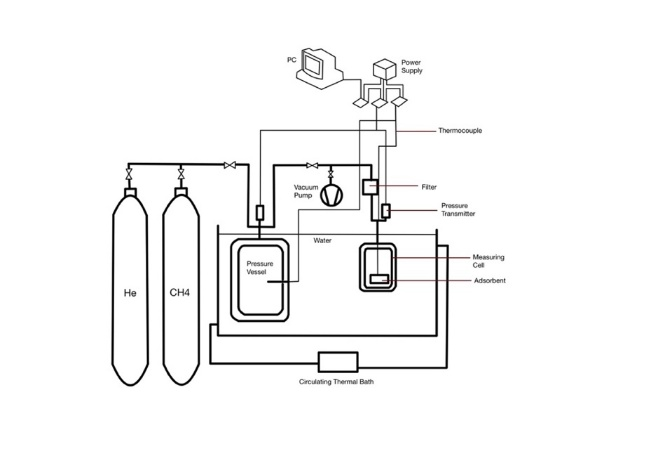 PC
Power
Supply
Thermocouple
Vacuum
Pump
Filter
Pressure
Transmitter
Water
Pressure
Vessel
Measuring
Cell
Adsorbent
He
CH4
Circulating Thermal Bath